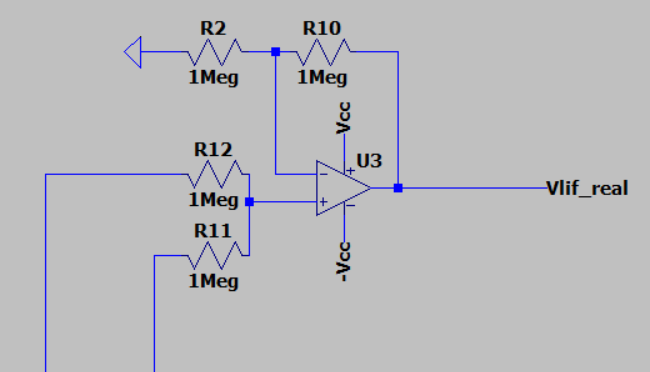 R2 R10
1Meg 1Meg
Vcc
U3
R12
1Meg
Vlif_real
R11
1Meg
-Vcc